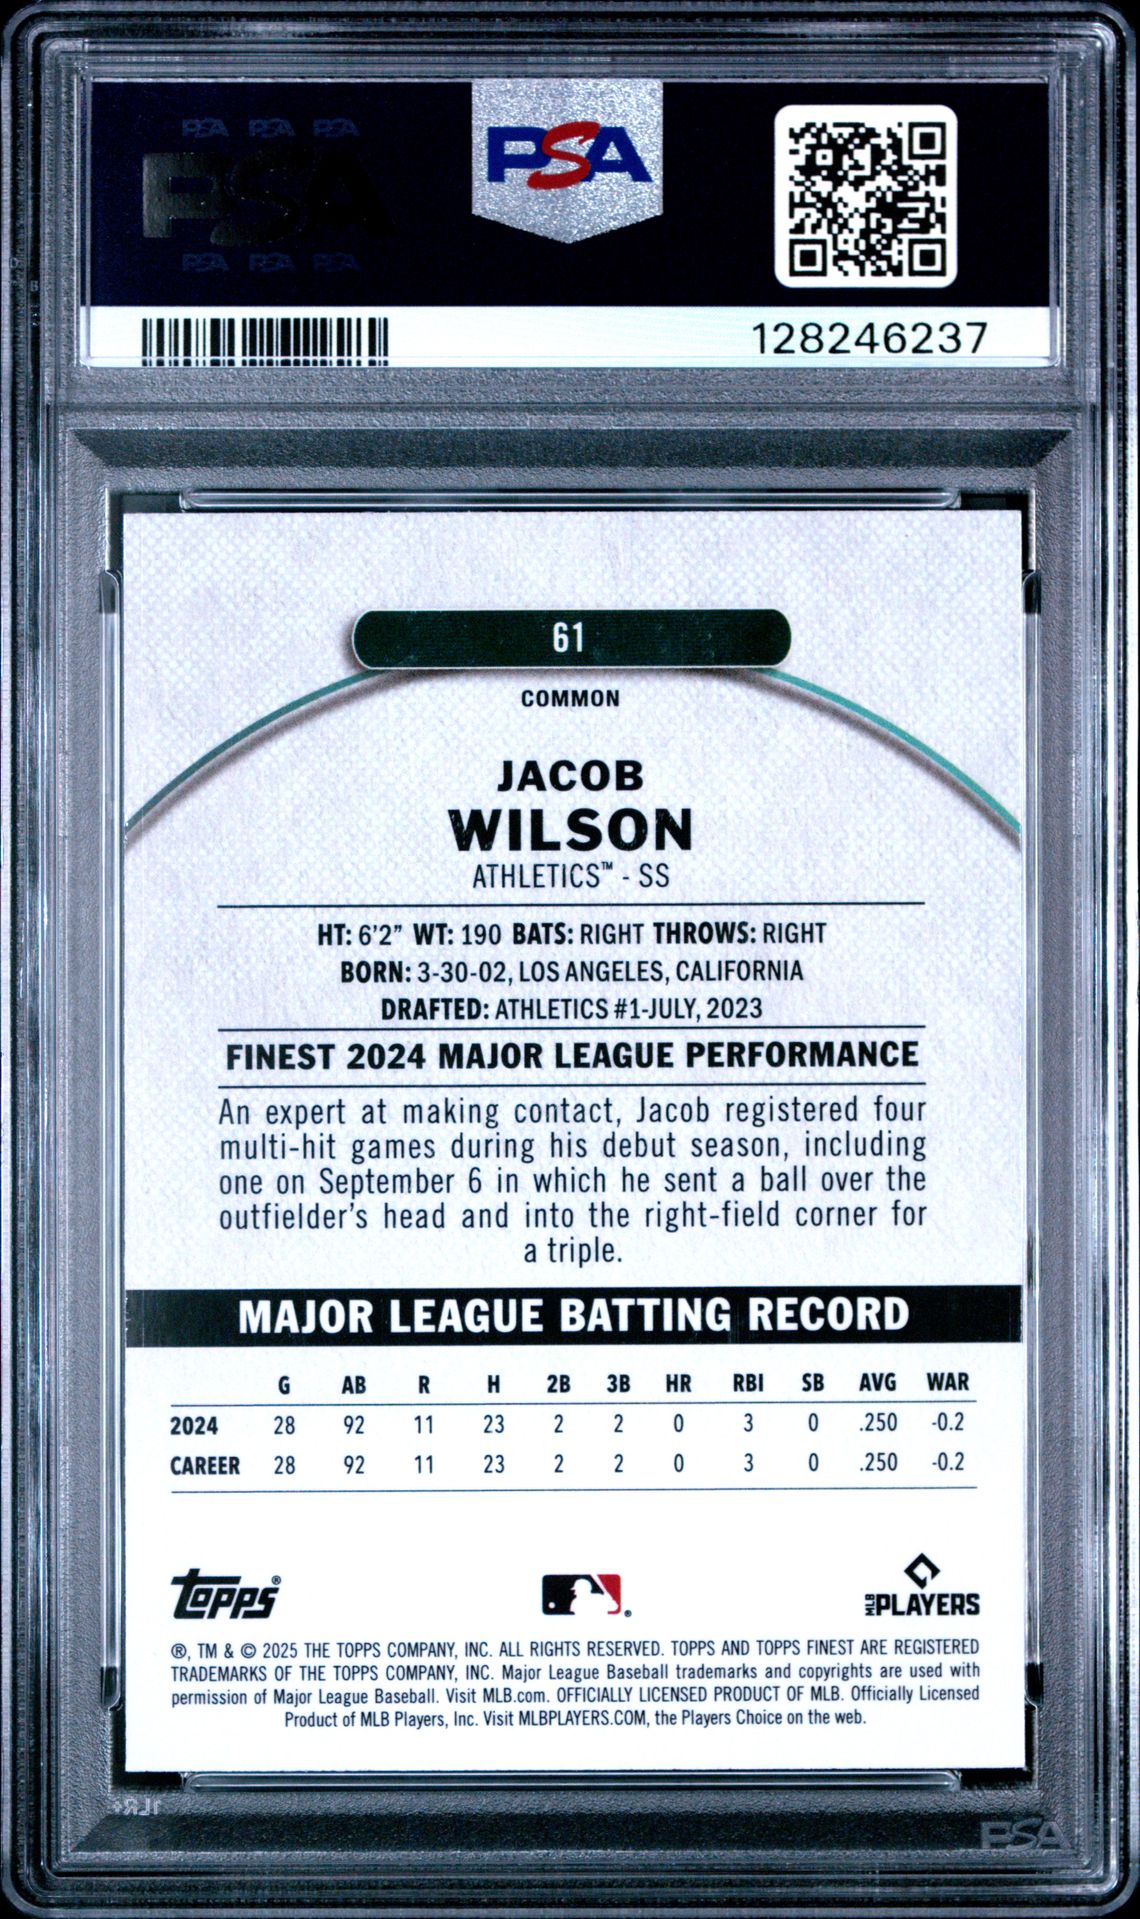 PSA PSA PSA
PSA
PSA PSA PSA
PSA
128246237
61
COMMON
JACOB
WILSON
ATHLETICS™ - SS
HT: 6'2" WT: 190 BATS: RIGHT THROWS: RIGHT
BORN: 3-30-02, LOS ANGELES, CALIFORNIA
DRAFTED: ATHLETICS #1-JULY, 2023
FINEST 2024 MAJOR LEAGUE PERFORMANCE
An expert at making contact, Jacob registered four
multi-hit games during his debut season, including
one on September 6 in which he sent a ball over the
outfielder's head and into the right-field corner for
a triple.
MAJOR LEAGUE BATTING RECORD
G AB R H 2B 3B HR RBI SB AVG WAR
2024 28 92 11 23 2 2 0 3 0 .250 -0.2
CAREER 28 92 11 23 2 2 0 3 0 .250 -0.2
topps®
®
MLB PLAYERS
®, TM & © 2025 THE TOPPS COMPANY, INC. ALL RIGHTS RESERVED. TOPPS AND TOPPS FINEST ARE REGISTERED
TRADEMARKS OF THE TOPPS COMPANY, INC. Major League Baseball trademarks and copyrights are used with
permission of Major League Baseball. Visit MLB.com. OFFICIALLY LICENSED PRODUCT OF MLB. Officially Licensed
Product of MLB Players, Inc. Visit MLBPLAYERS.COM, the Players Choice on the web.
1LR+
PSA